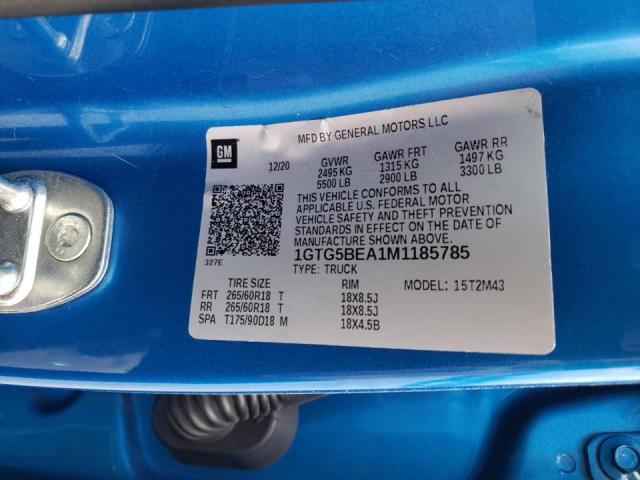 MFD BY GENERAL MOTORS LLC
GM
12/20 GVWR GAWR FRT GAWR RR
2495 KG 1315 KG 1497 KG
5500 LB 2900 LB 3300 LB
THIS VEHICLE CONFORMS TO ALL
APPLICABLE U.S. FEDERAL MOTOR
VEHICLE SAFETY AND THEFT PREVENTION
STANDARDS IN EFFECT ON THE DATE OF
MANUFACTURE SHOWN ABOVE.
327E 1GTG5BEA1M1185785
TYPE: TRUCK
TIRE SIZE RIM MODEL: 15T2M43
FRT 265/60R18 T 18X8.5J
RR 265/60R18 T 18X8.5J
SPA T175/90D18 M 18X4.5B